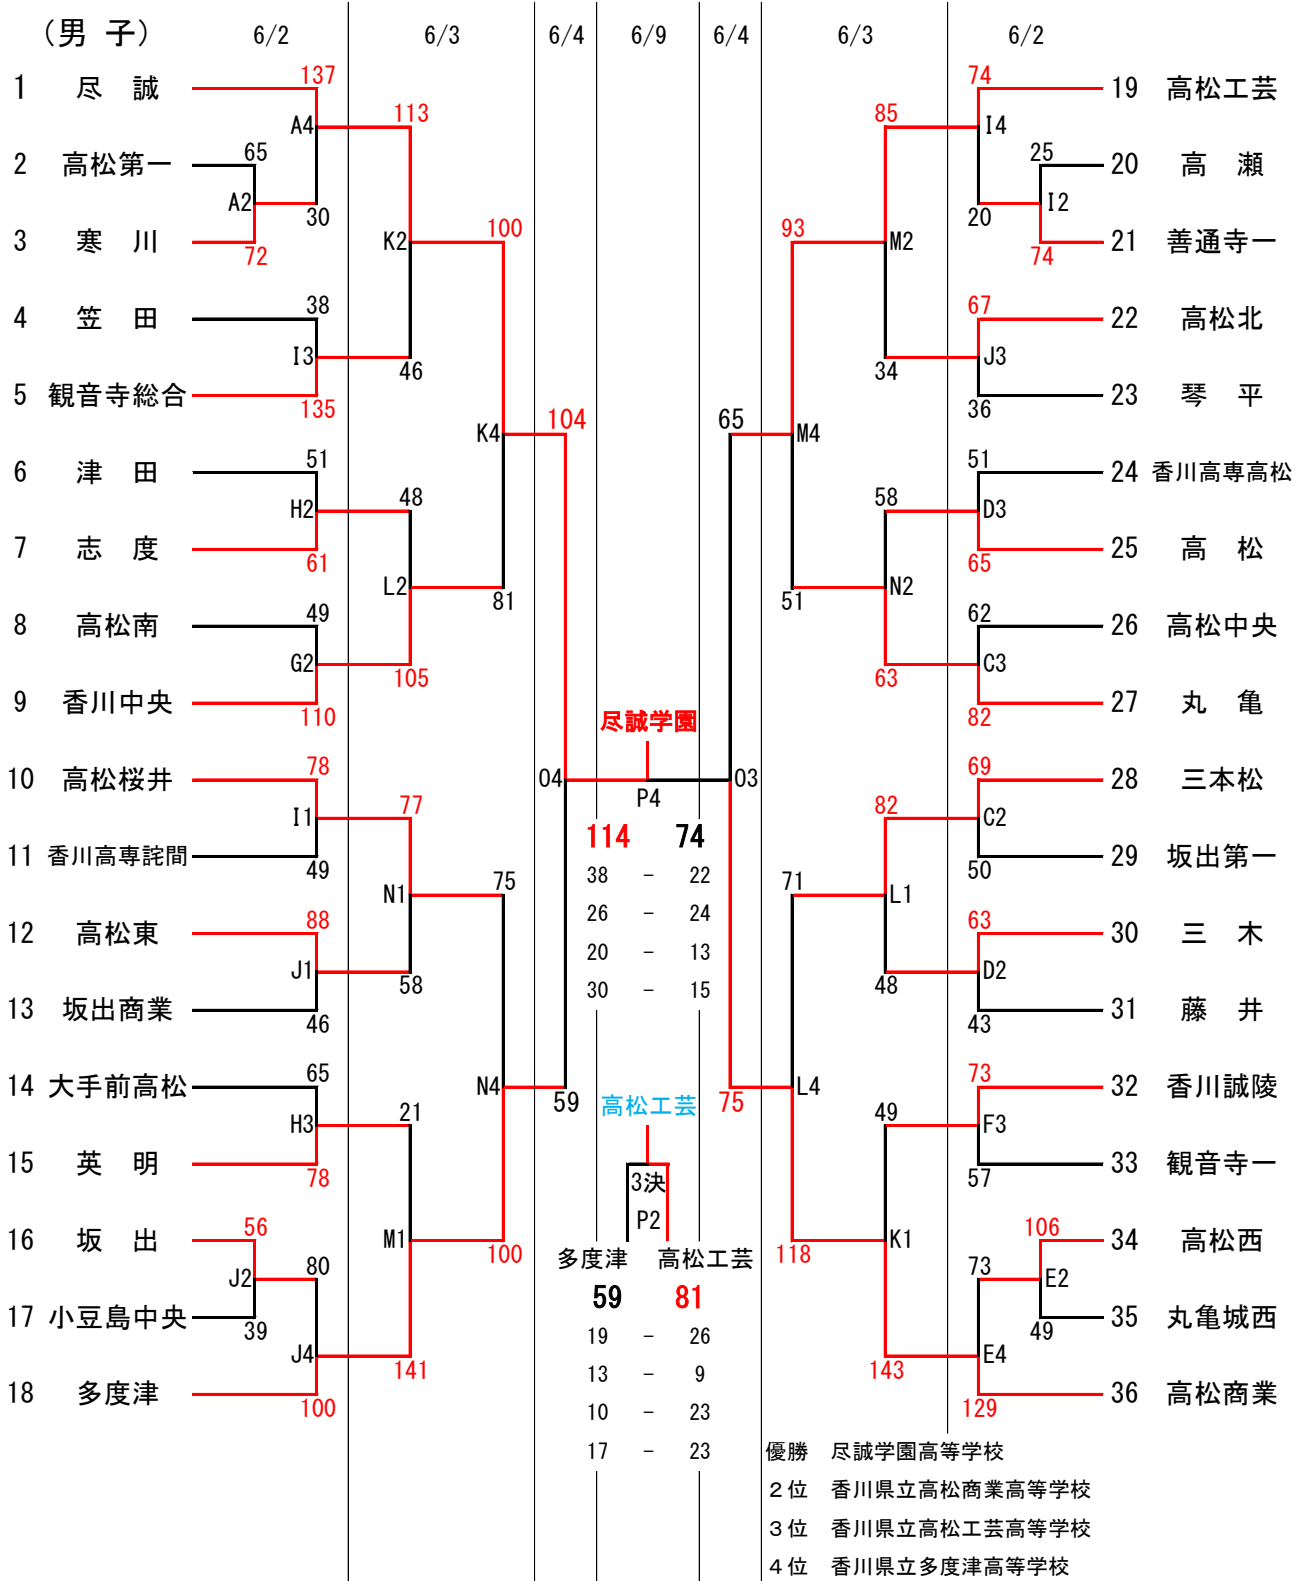 (男 子)
6/2 6/3 6/4 6/9 6/4 6/3 6/2
137 74
1 尽 誠 19 高松工芸
A4 113 85 I4
65 25
2 高松第一 20 高 瀬
A2 I2
30 20
100 93
3 寒 川 K2 M2 21 善通寺一
72 74
38 67
4 笠 田 22 高松北
I3 J3
46 34
5 観音寺総合 23 琴 平
135 36
104 65
K4 M4
51 51
6 津 田 24 香川高専高松
48 58
H2 D3
7 志 度 25 高 松
61 65
L2 N2
81 51
49 62
8 高松南 26 高松中央
G2 C3
105 63
9 香川中央 27 丸 亀
110 82
尽誠学園
78 69
10 高松桜井 O4 O3 28 三本松
P4
77 82
I1 C2
114 74
11 香川高専詫間 29 坂出第一
49 50
38 － 22
75 71
N1 L1
26 － 24
88 63
12 高松東 30 三 木
20 － 13
J1 D2
58 48
30 － 15
13 坂出商業 31 藤 井
46 43
65 73
14 大手前高松 N4 L4 32 香川誠陵
59 高松工芸 75
21 49
H3 F3
15 英 明 33 観音寺一
78 57
3決
P2
56 106
16 坂 出 M1 K1 34 高松西
100 118
多度津 高松工芸
80 73
J2 E2
59 81
17 小豆島中央 35 丸亀城西
39 49
19 － 26
J4 E4
141 143
13 － 9
18 多度津 36 高松商業
100 129
10 － 23
17 － 23
優勝 尽誠学園高等学校
２位 香川県立高松商業高等学校
３位 香川県立高松工芸高等学校
４位 香川県立多度津高等学校